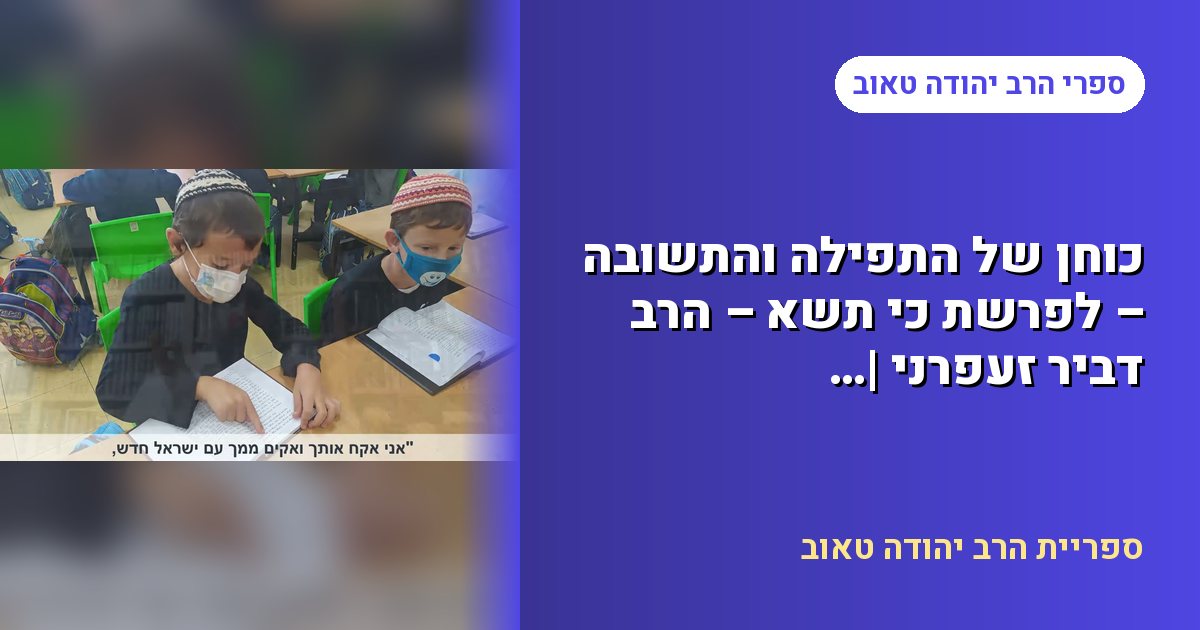 ספרי הרב יהודה טאוב
כוחן של התפילה והתשובה
– לפרשת כי תשא – הרב
דביר זעפרני |...
"אני אקח אותך ואקים ממך עם ישראל חדש,
ספריית הרב יהודה טאוב